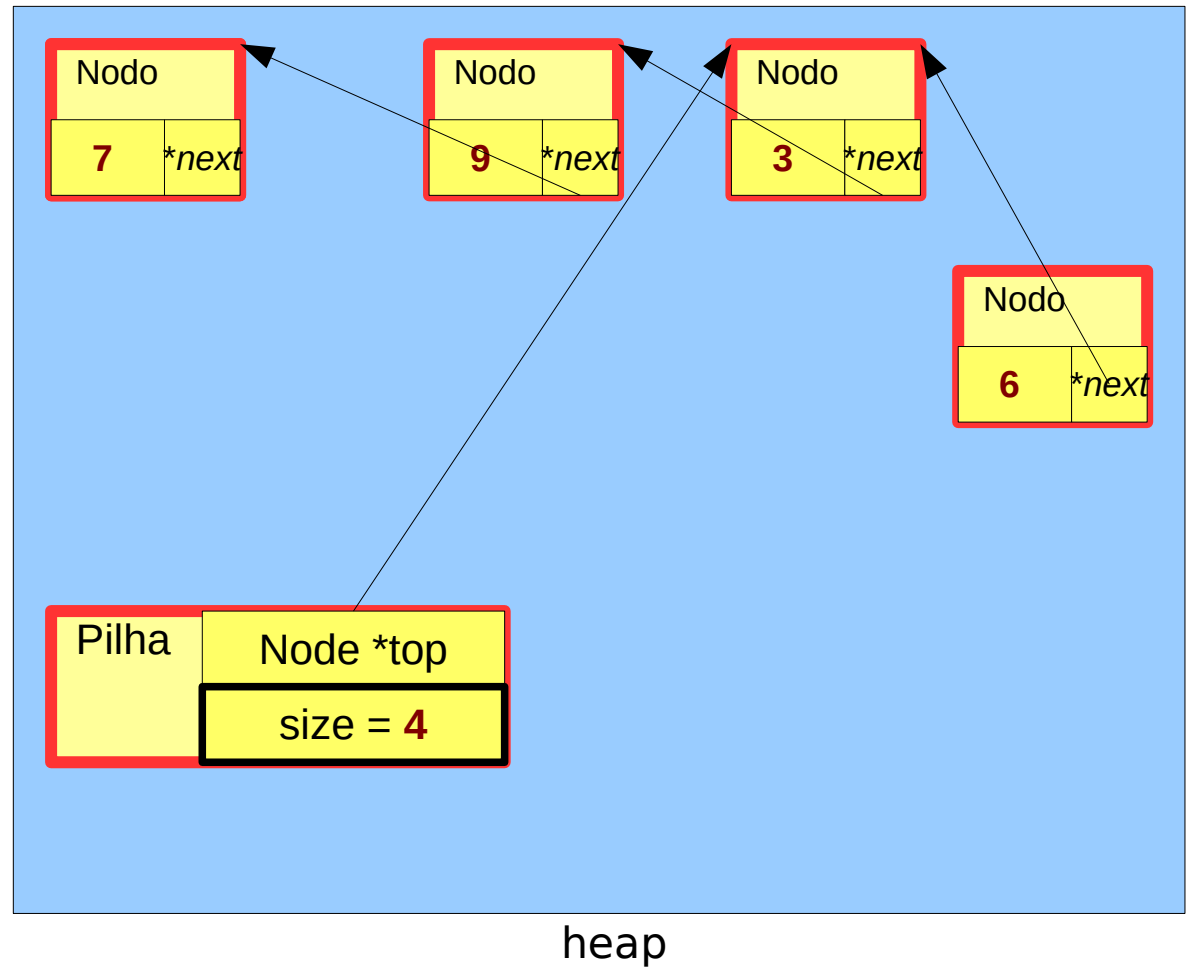 Nodo
7 *next
Nodo
9 *next
Nodo
3 *next
Nodo
6 *next
Pilha
Node *top
size = 4
heap